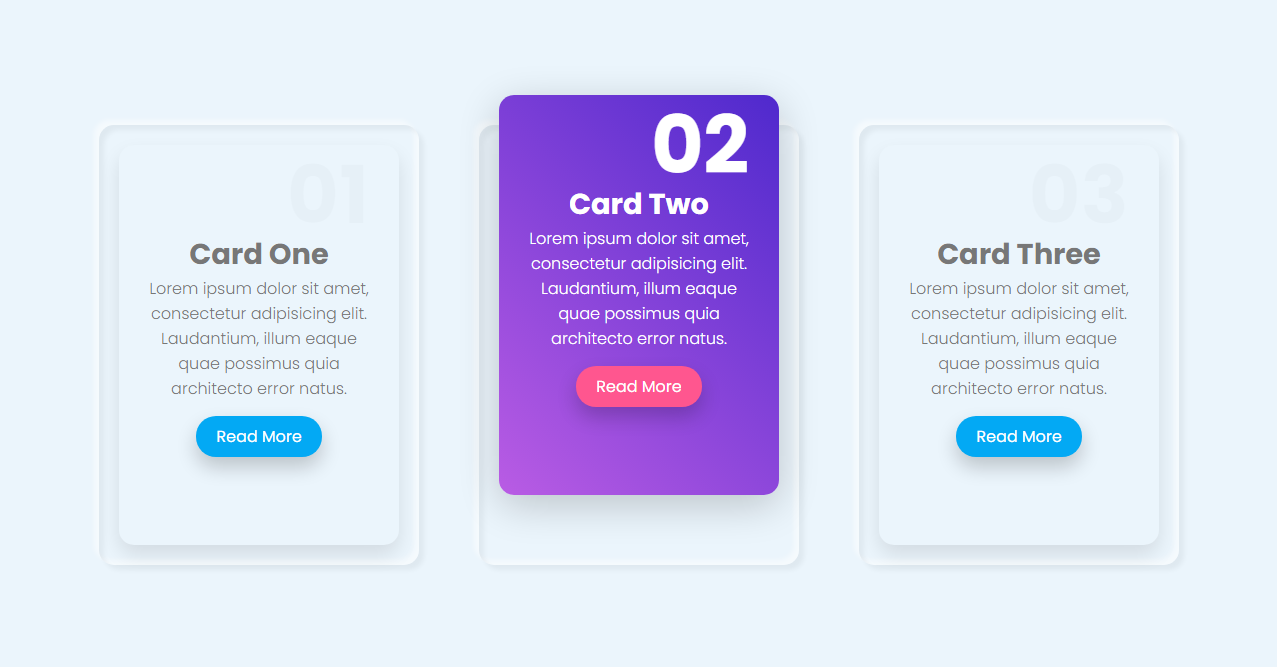 01
Card One
Lorem ipsum dolor sit amet,
consectetur adipisicing elit.
Laudantium, illum eaque
quae possimus quia
architecto error natus.
Read More
02
Card Two
Lorem ipsum dolor sit amet,
consectetur adipisicing elit.
Laudantium, illum eaque
quae possimus quia
architecto error natus.
Read More
03
Card Three
Lorem ipsum dolor sit amet,
consectetur adipisicing elit.
Laudantium, illum eaque
quae possimus quia
architecto error natus.
Read More